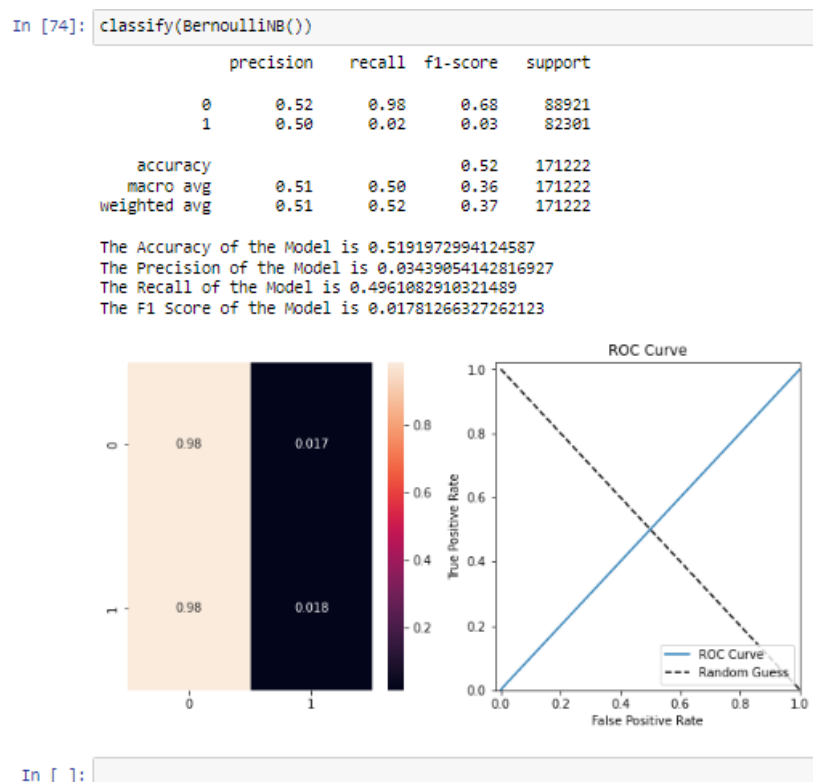 In [74]: classify(BernoulliNB())
precision recall f1-score support
0 0.52 0.98 0.68 88921
1 0.50 0.02 0.03 82301
accuracy 0.52 171222
macro avg 0.51 0.50 0.36 171222
weighted avg 0.51 0.52 0.37 171222
The Accuracy of the Model is 0.5191972994124587
The Precision of the Model is 0.03439054142816927
The Recall of the Model is 0.4961082910321489
The F1 Score of the Model is 0.01781266327262123
0
1
0.98 0.017
0.98 0.018
0 1
0.8
0.6
0.4
0.2
ROC Curve
True Positive Rate
1.0
0.8
0.6
0.4
0.2
0.0
ROC Curve
Random Guess
0.0 0.2 0.4 0.6 0.8 1.0
False Positive Rate
In [ ]: